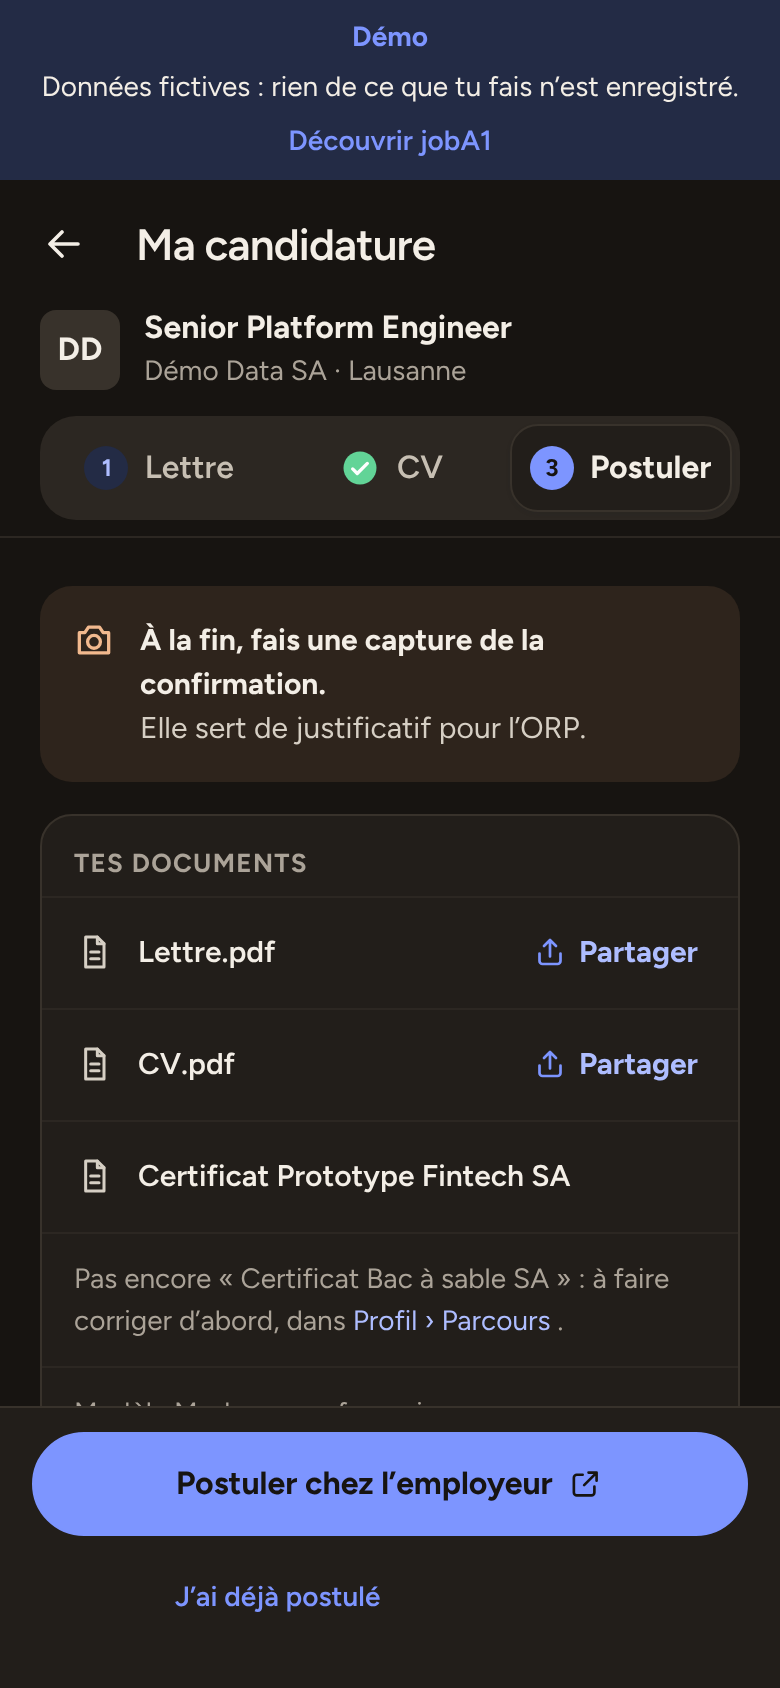 Démo
Données fictives : rien de ce que tu fais n’est enregistré.
Découvrir jobA1
Ma candidature
DD
Senior Platform Engineer
Démo Data SA · Lausanne
1 Lettre
CV
3 Postuler
À la fin, fais une capture de la
confirmation.
Elle sert de justificatif pour l’ORP.
TES DOCUMENTS
Lettre.pdf
Partager
CV.pdf
Partager
Certificat Prototype Fintech SA
Pas encore « Certificat Bac à sable SA » : à faire
corriger d’abord, dans Profil › Parcours .
Postuler chez l’employeur
J’ai déjà postulé